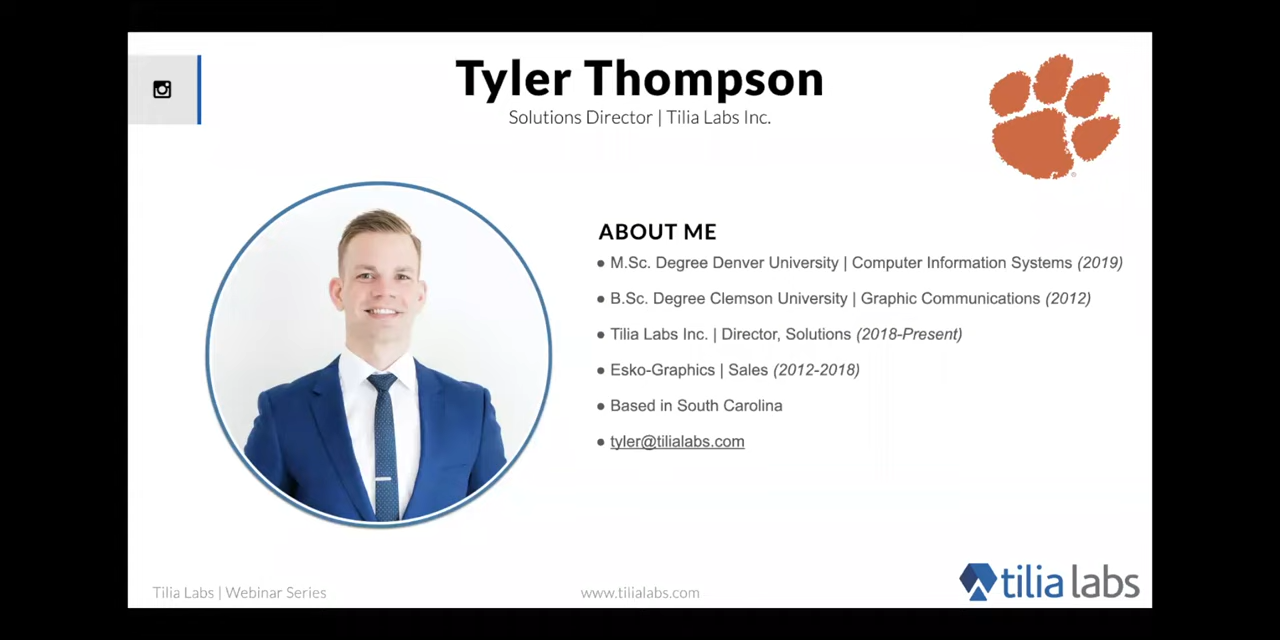 Tyler Thompson
Solutions Director | Tilia Labs Inc.
ABOUT ME
● M.Sc. Degree Denver University | Computer Information Systems (2019)
● B.Sc. Degree Clemson University | Graphic Communications (2012)
● Tilia Labs Inc. | Director, Solutions (2018-Present)
● Esko-Graphics | Sales (2012-2018)
● Based in South Carolina
● tyler@tilialabs.com
Tilia Labs | Webinar Series
www.tilialabs.com
tilia labs